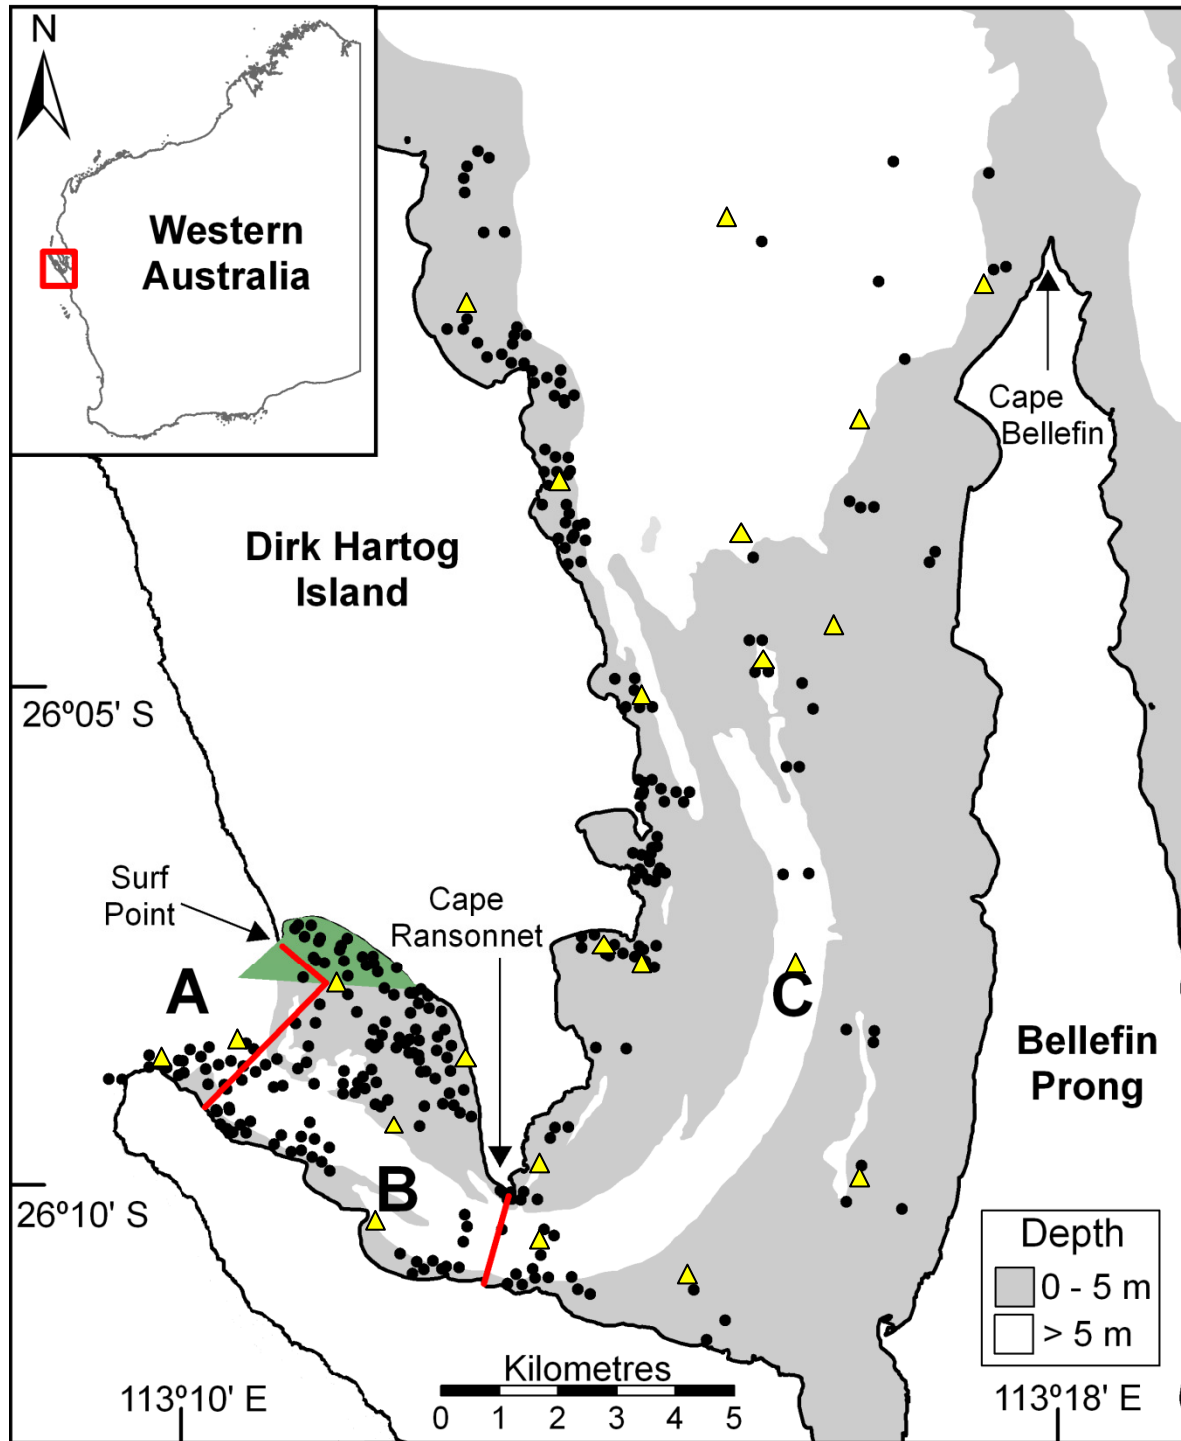 N
Western
Australia
Cape
Bellefin
Dirk Hartog
Island
26º05' S
Surf
Point
Cape
Ransonnet
A
C
Bellefin
Prong
B
26º10' S
Depth
0 - 5 m
> 5 m
Kilometres
0 1 2 3 4 5
113º10' E
113º18' E